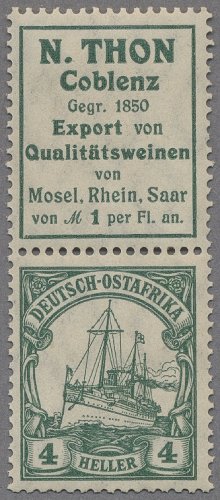 N. THON
Coblenz
Gegr. 1850
Export von
Qualitätsweinen
von
Mosel, Rhein, Saar
von ℳ 1 per Fl. an.
DEUTSCH-OSTAFRIKA
4 4
HELLER